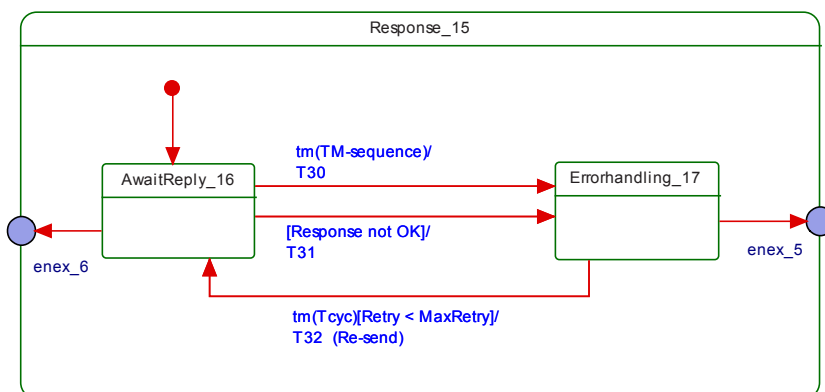 Response_15
tm(TM-sequence)/
T30
AwaitReply_16
Errorhandling_17
[Response not OK]/
T31
enex_6
enex_5
tm(Tcyc)[Retry < MaxRetry]/
T32 (Re-send)